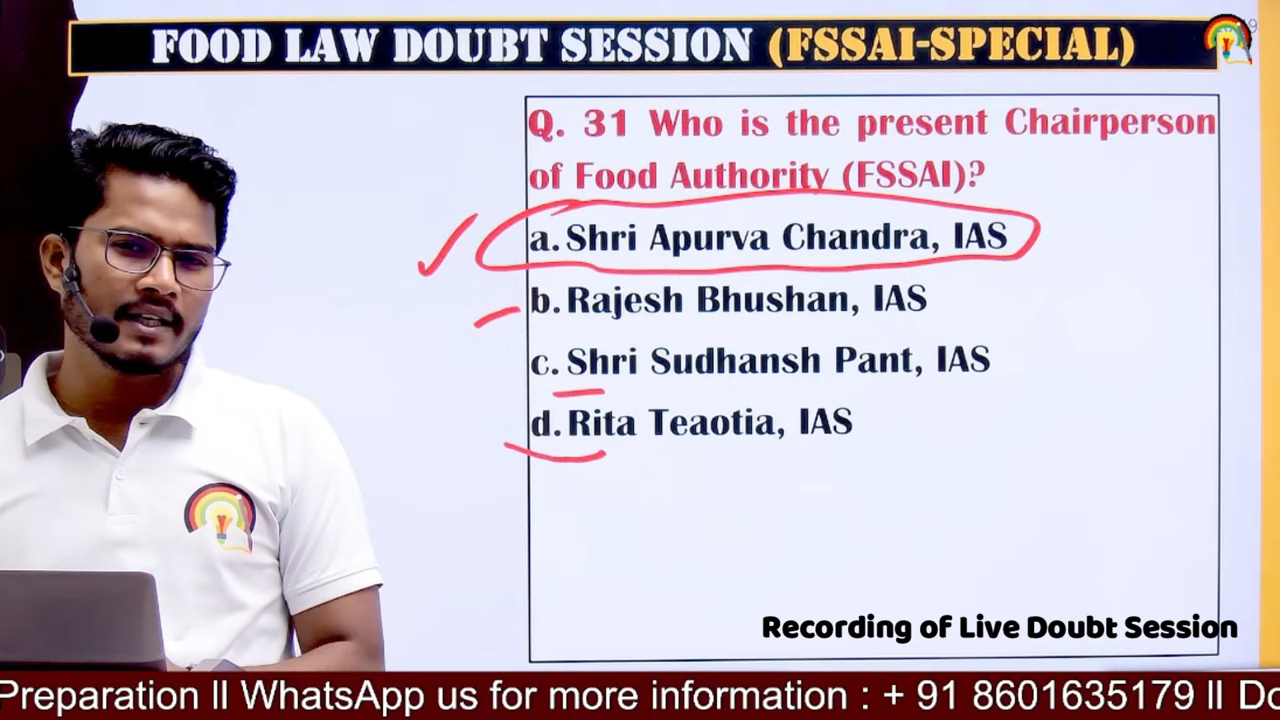 FOOD LAW DOUBT SESSION (FSSAI-SPECIAL)
Q. 31 Who is the present Chairperson
of Food Authority (FSSAI)?
a. Shri Apurva Chandra, IAS
b. Rajesh Bhushan, IAS
c. Shri Sudhansh Pant, IAS
d. Rita Teaotia, IAS
Recording of Live Doubt Session
Preparation ll WhatsApp us for more information : + 91 8601635179 ll Do